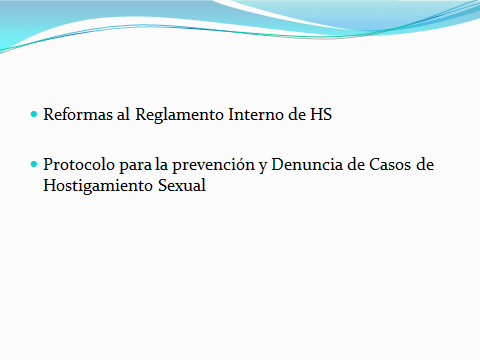 Reformas al Reglamento Interno de HS
Protocolo para la prevención y Denuncia de Casos de
Hostigamiento Sexual